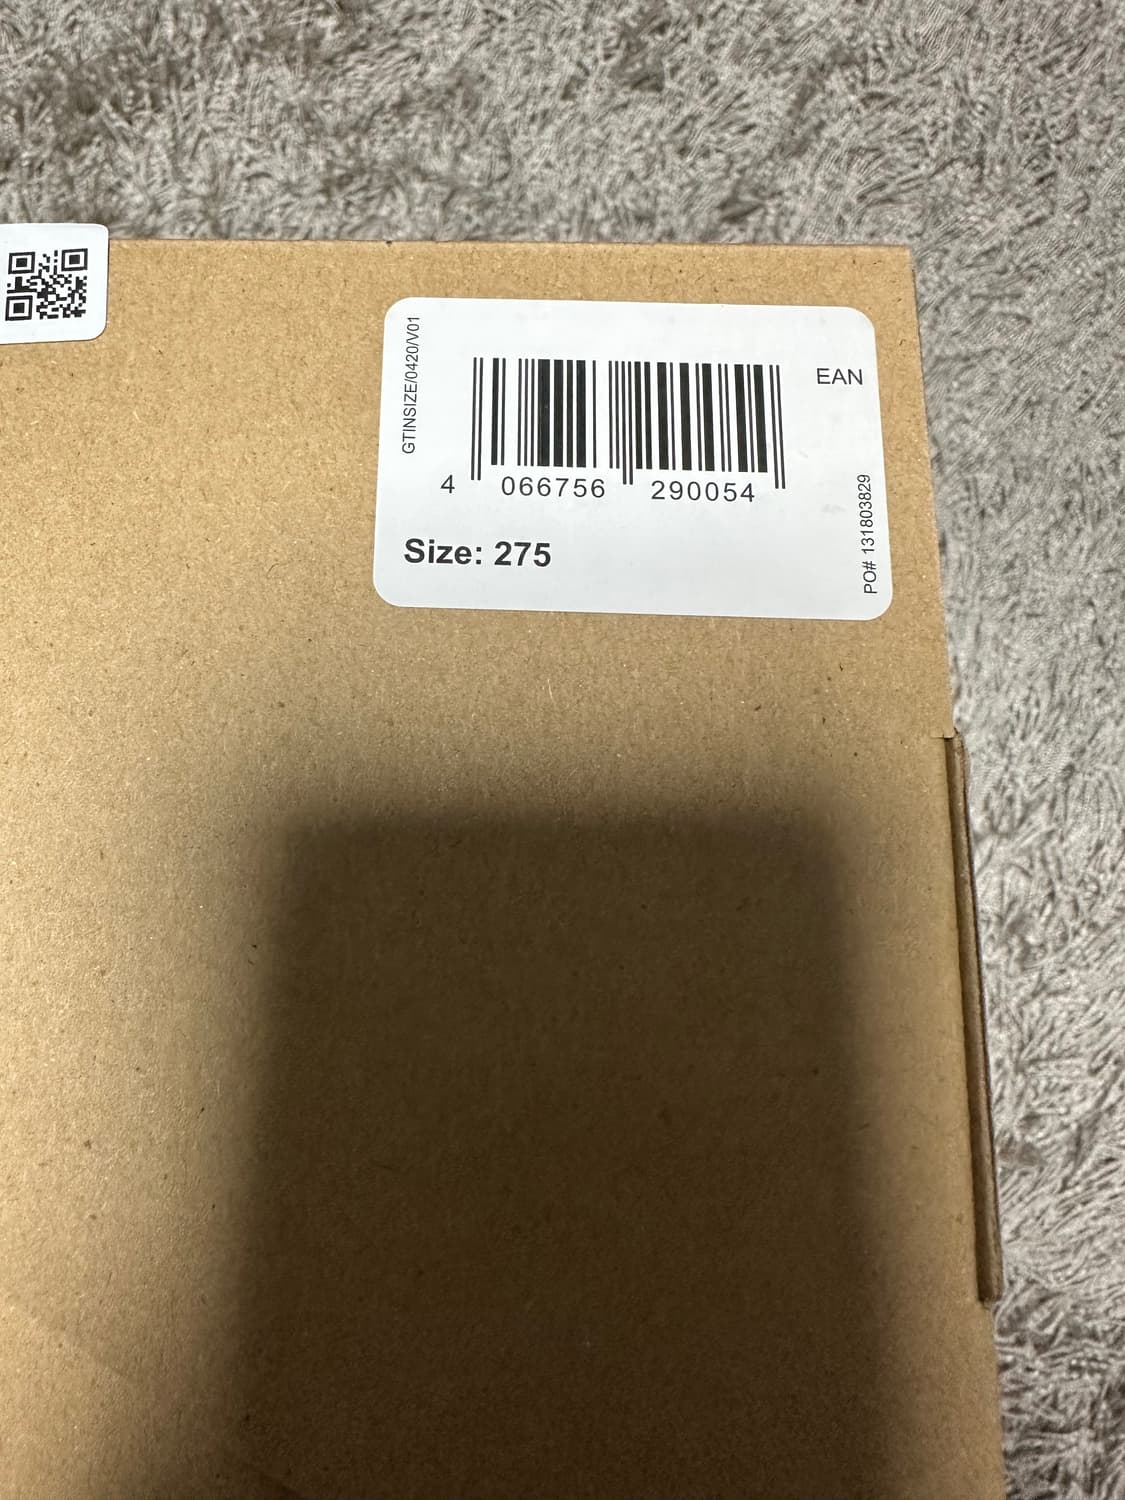 GTINSIZE/0420/V01
EAN
4 066756 290054
Size: 275
PO# 131803829